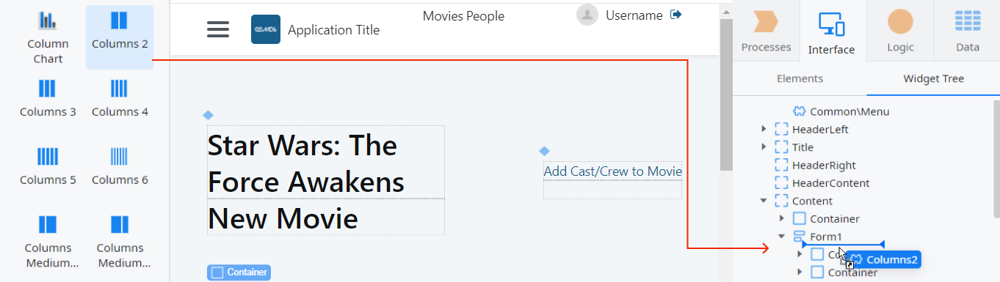 Column
Chart
Columns 2
Columns 3
Columns 4
Columns 5
Columns 6
Columns
Medium...
Columns
Medium...
QSMDb
Application Title
Movies People
Username
Star Wars: The
Force Awakens
New Movie
Add Cast/Crew to Movie
Container
Processes
Interface
Logic
Data
Elements
Widget Tree
Common\Menu
HeaderLeft
Title
HeaderRight
HeaderContent
Content
Container
Form1
Columns2
Container